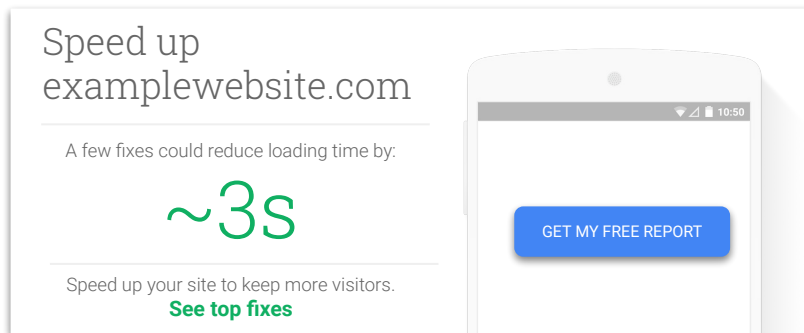 Speed up
examplewebsite.com
A few fixes could reduce loading time by:
~3s
Speed up your site to keep more visitors.
See top fixes
10:50
GET MY FREE REPORT